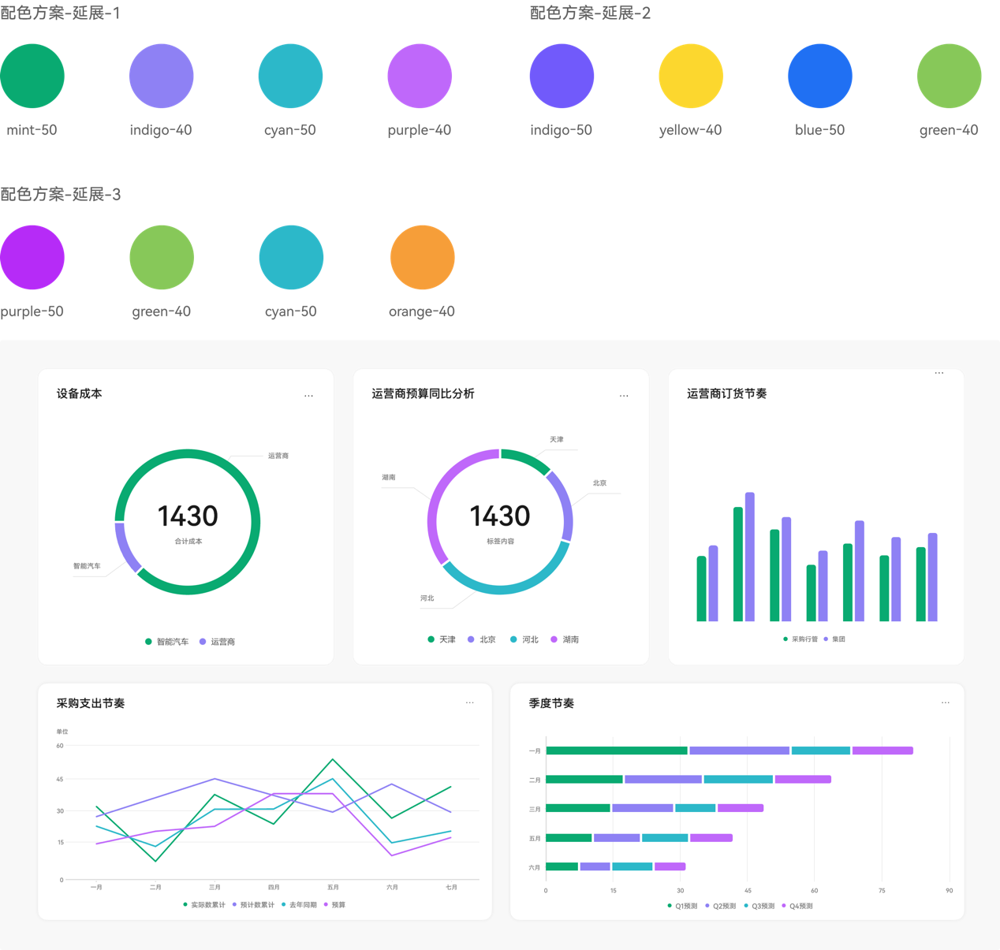 配色方案-延展-1
配色方案-延展-2
mint-50
indigo-40
cyan-50
purple-40
indigo-50
yellow-40
blue-50
green-40
配色方案-延展-3
purple-50
green-40
cyan-50
orange-40
设备成本
...
运营商
1430
合计成本
智能汽车
智能汽车
运营商
运营商预算同比分析
...
天津
湖南
北京
1430
标签内容
河北
天津
北京
河北
湖南
运营商订货节奏
...
采购行管
集团
采购支出节奏
...
单位
60
45
30
15
0
一月
二月
三月
四月
五月
六月
七月
实际数累计
预计数累计
去年同期
预算
季度节奏
...
一月
二月
三月
五月
六月
0
15
30
45
60
75
90
Q1预测
Q2预测
Q3预测
Q4预测